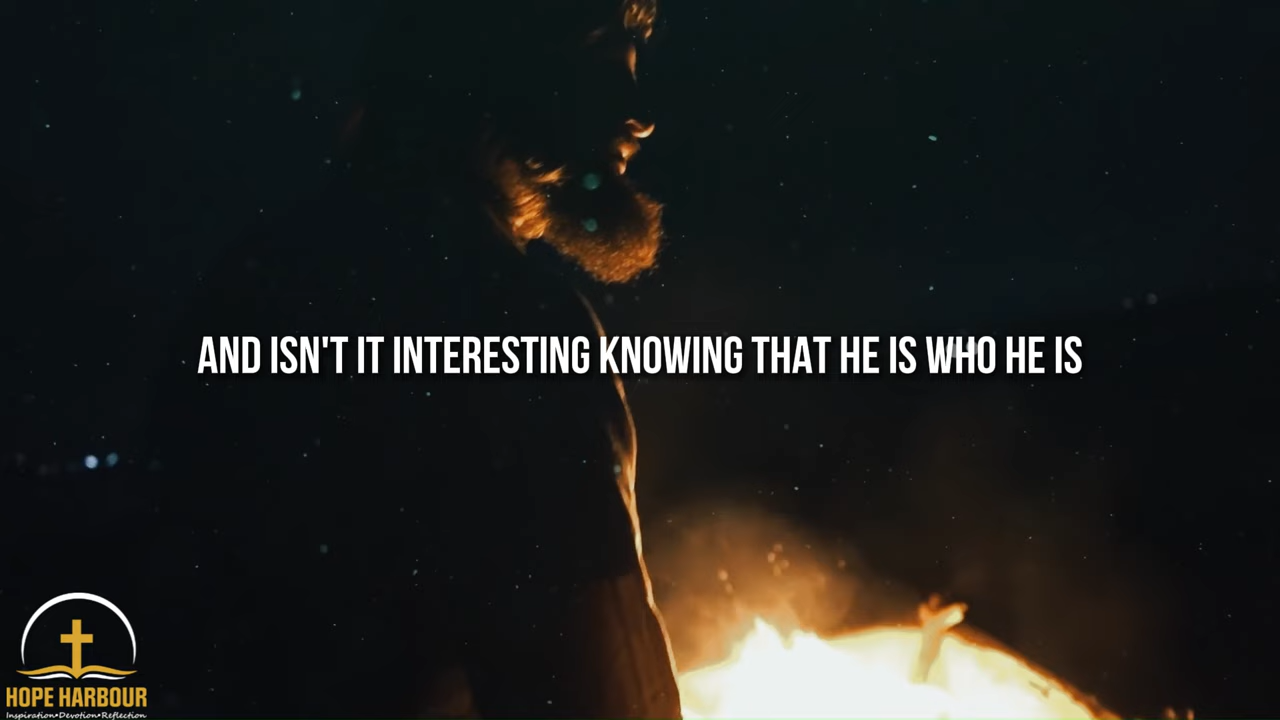 AND ISN'T IT INTERESTING KNOWING THAT HE IS WHO HE IS
HOPE HARBOUR
Inspiration•Devotion•Reflection